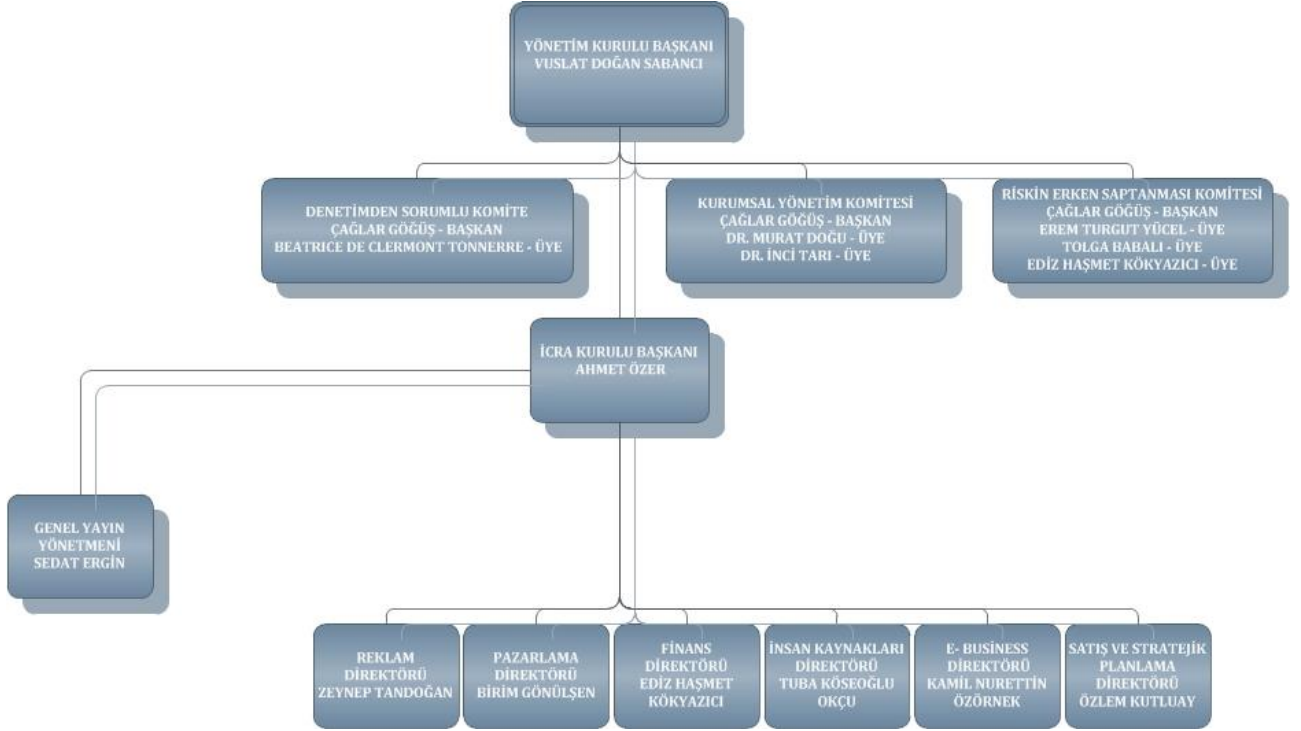 YÖNETİM KURULU BAŞKANI
VUSLAT DOĞAN SABANCI
DENETİMDEN SORUMLU KOMİTE
ÇAĞLAR GÖĞÜŞ - BAŞKAN
BEATRICE DE CLERMONT TONNERRE - ÜYE
KURUMSAL YÖNETİM KOMİTESİ
ÇAĞLAR GÖĞÜŞ - BAŞKAN
DR. MURAT DOĞU - ÜYE
DR. İNCİ TARI - ÜYE
RİSKİN ERKEN SAPTANMASI KOMİTESİ
ÇAĞLAR GÖĞÜŞ - BAŞKAN
EREM TURGUT YÜCEL - ÜYE
TOLGA BABALI - ÜYE
EDİZ HAŞMET KÖKYAZICI - ÜYE
İCRA KURULU BAŞKANI
AHMET ÖZER
GENEL YAYIN
YÖNETMENİ
SEDAT ERGİN
REKLAM
DİREKTÖRÜ
ZEYNEP TANDOĞAN
PAZARLAMA
DİREKTÖRÜ
BİRİM GÖNÜLŞEN
FİNANS
DİREKTÖRÜ
EDİZ HAŞMET
KÖKYAZICI
İNSAN KAYNAKLARI
DİREKTÖRÜ
TUBA KÖSEOĞLU
OKÇU
E- BUSINESS
DİREKTÖRÜ
KAMİL NURETTİN
ÖZÖRNEK
SATIŞ VE STRATEJİK
PLANLAMA
DİREKTÖRÜ
ÖZLEM KUTLUAY